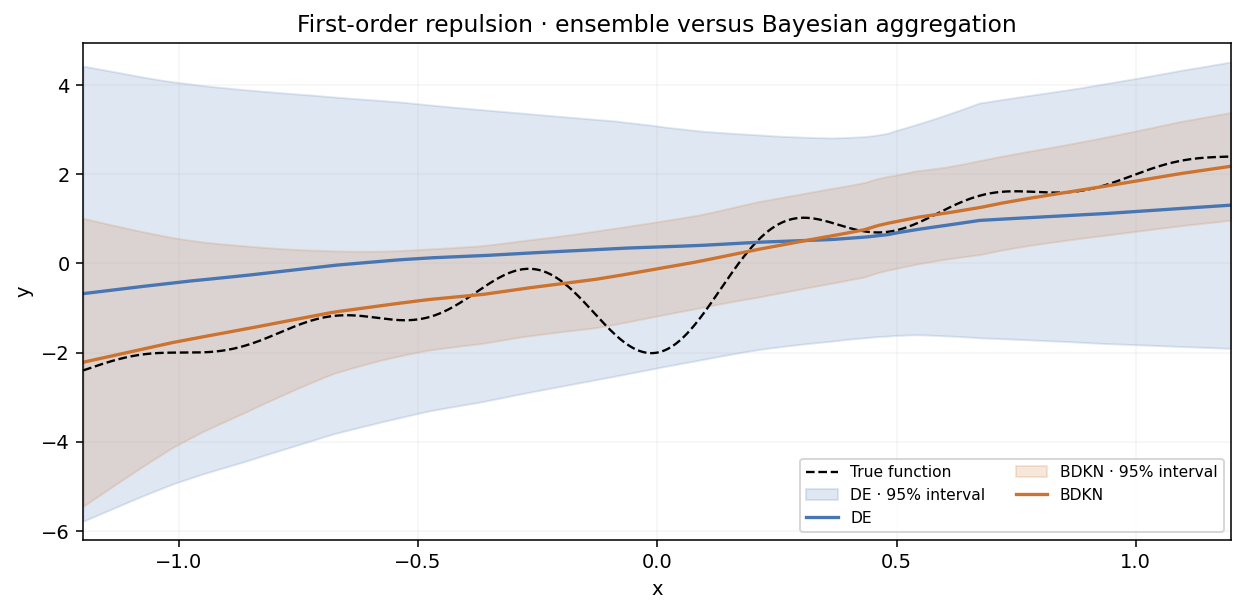 First-order repulsion · ensemble versus Bayesian aggregation
y
4
2
0
−2
−4
−6
−1.0
−0.5
0.0
0.5
1.0
x
True function
DE · 95% interval
DE
BDKN · 95% interval
BDKN